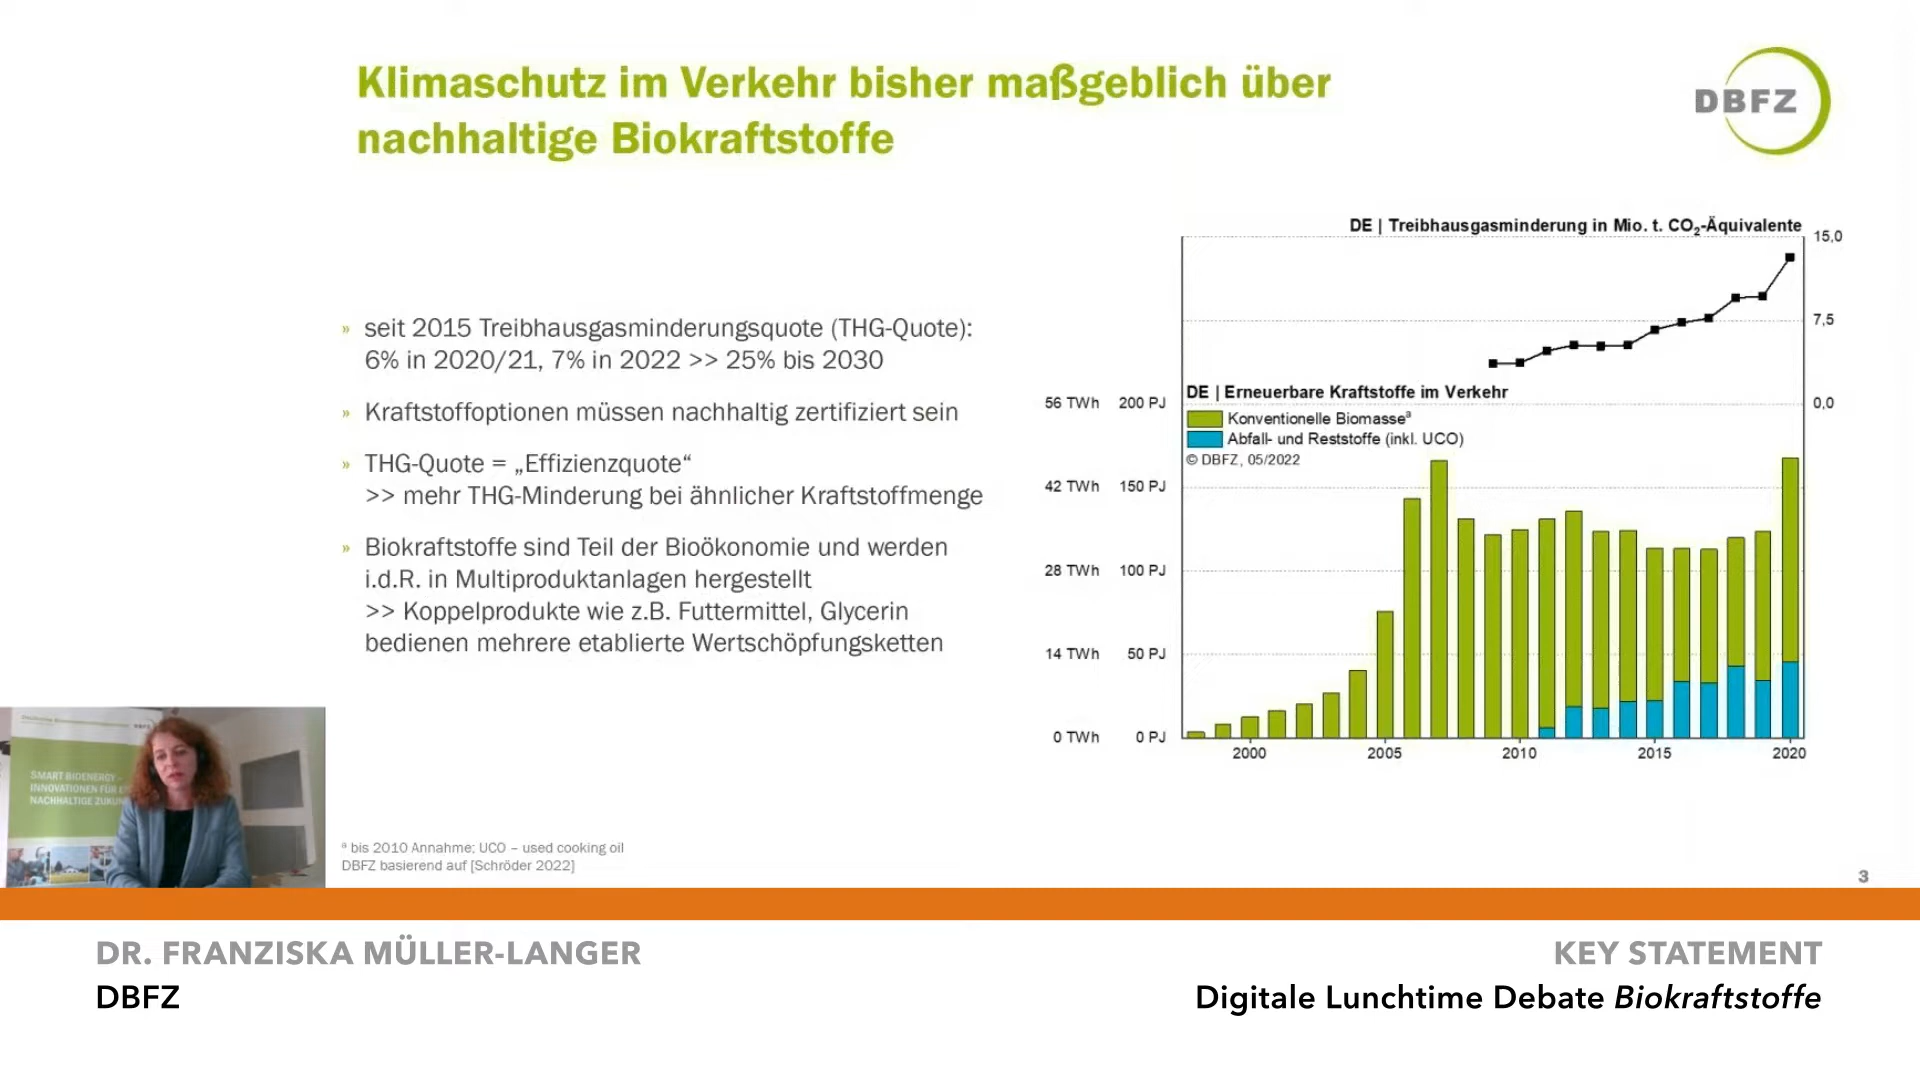 Klimaschutz im Verkehr bisher maßgeblich über
nachhaltige Biokraftstoffe
DBFZ
» seit 2015 Treibhausgasminderungsquote (THG-Quote):
6% in 2020/21, 7% in 2022 >> 25% bis 2030
» Kraftstoffoptionen müssen nachhaltig zertifiziert sein
» THG-Quote = „Effizienzquote“
>> mehr THG-Minderung bei ähnlicher Kraftstoffmenge
» Biokraftstoffe sind Teil der Bioökonomie und werden
i.d.R. in Multiproduktanlagen hergestellt
>> Koppelprodukte wie z.B. Futtermittel, Glycerin
bedienen mehrere etablierte Wertschöpfungsketten
DE | Treibhausgasminderung in Mio. t. CO₂-Äquivalente
15,0
7,5
0,0
DE | Erneuerbare Kraftstoffe im Verkehr
Konventionelle Biomasseª
Abfall- und Reststoffe (inkl. UCO)
© DBFZ, 05/2022
56 TWh 200 PJ
42 TWh 150 PJ
28 TWh 100 PJ
14 TWh 50 PJ
0 TWh 0 PJ
2000 2005 2010 2015 2020
SMART BIOENERGY –
INNOVATIONEN FÜR
NACHHALTIGE
ª bis 2010 Annahme; UCO – used cooking oil
DBFZ basierend auf [Schröder 2022]
3
DR. FRANZISKA MÜLLER-LANGER
DBFZ
KEY STATEMENT
Digitale Lunchtime Debate Biokraftstoffe